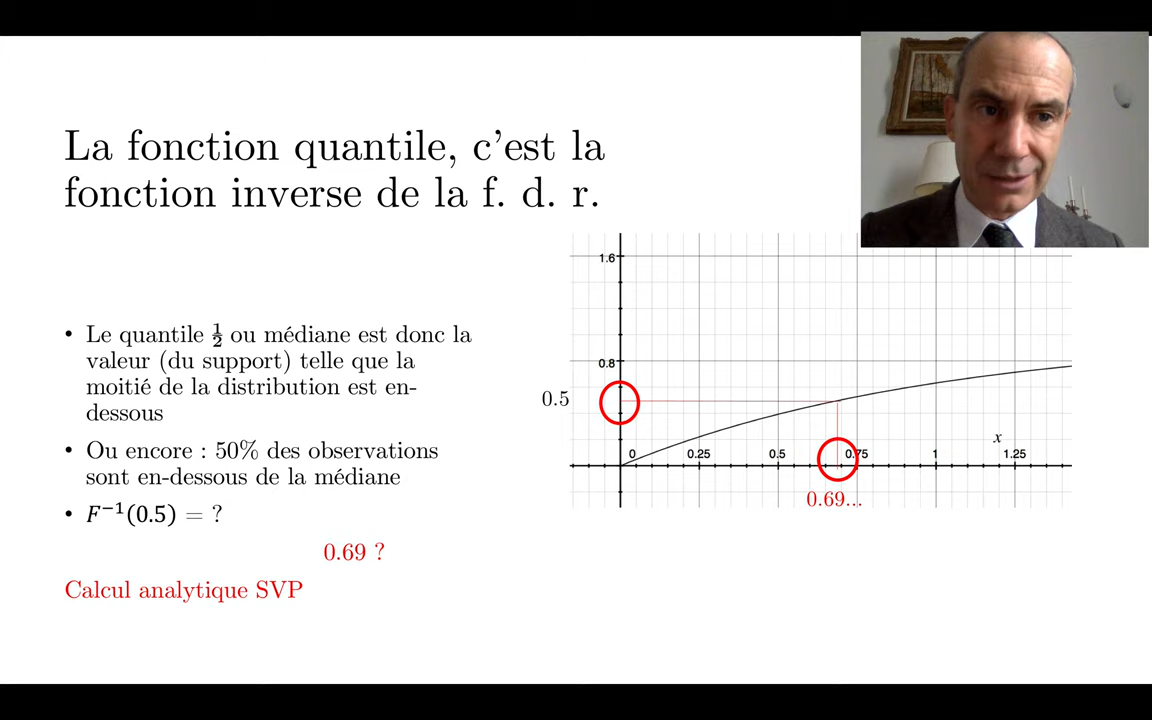 La fonction quantile, c’est la
fonction inverse de la f. d. r.
• Le quantile ½ ou médiane est donc la
valeur (du support) telle que la
moitié de la distribution est en-
dessous
• Ou encore : 50% des observations
sont en-dessous de la médiane
• F⁻¹(0.5) = ?
0.69 ?
Calcul analytique SVP
1.6
0.8
0.5
0 0.25 0.5 0.75 1 1.25
x
0.69...